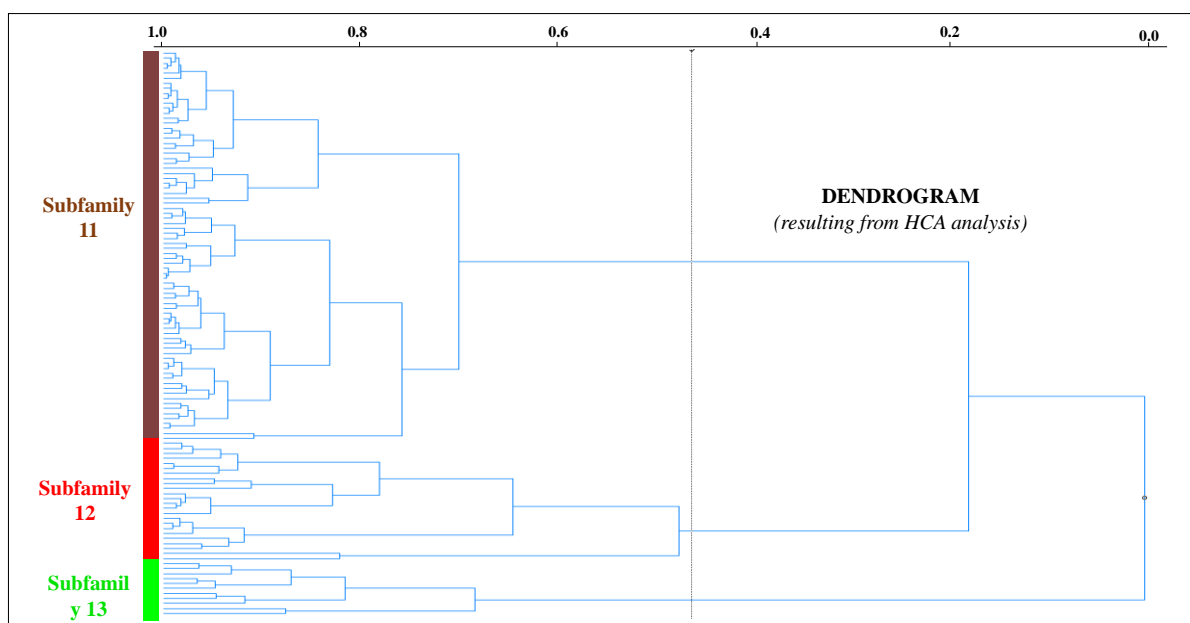 1.0 0.8 0.6 0.4 0.2 0.0
Subfamily
11
DENDROGRAM
(resulting from HCA analysis)
Subfamily
12
Subfamil
y 13